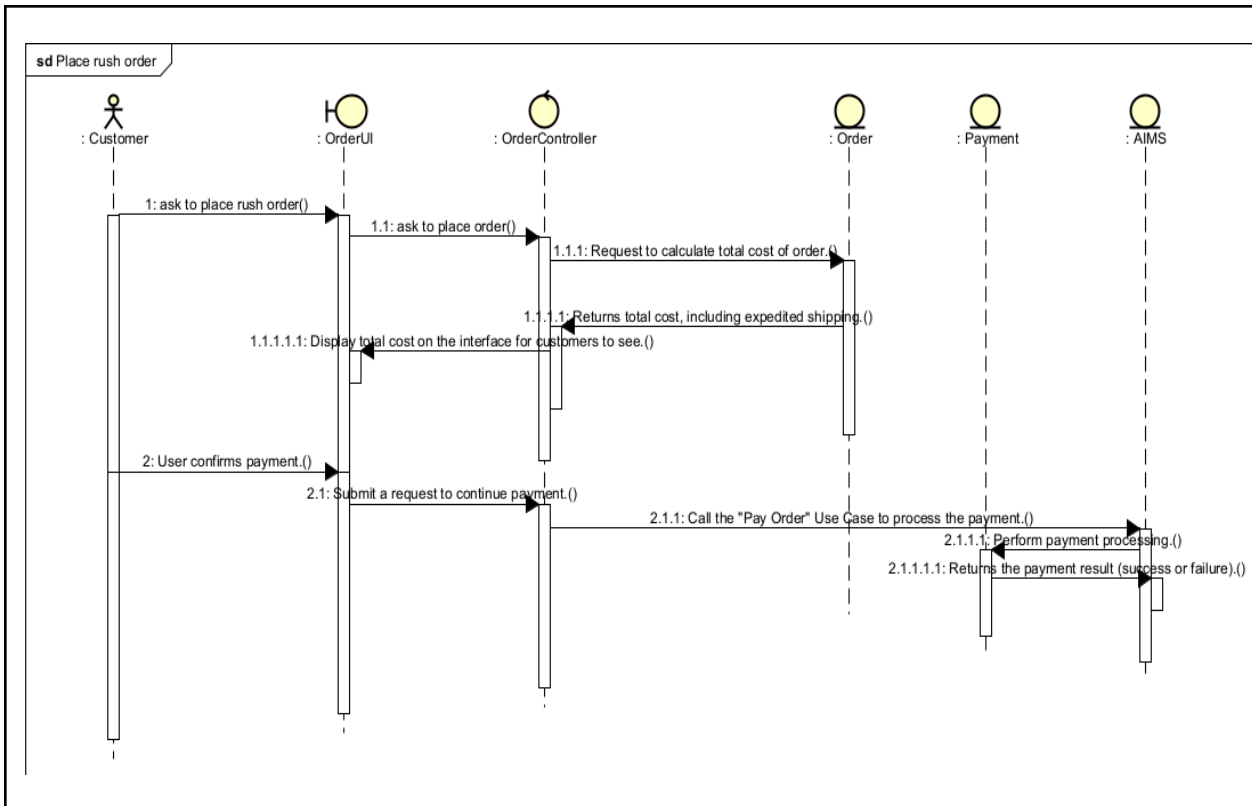 sd Place rush order
: Customer
: OrderUI
: OrderController
: Order
: Payment
: AIMS
1: ask to place rush order()
1.1: ask to place order()
1.1.1: Request to calculate total cost of order.()
1.1.1.1: Returns total cost, including expedited shipping.()
1.1.1.1.1: Display total cost on the interface for customers to see.()
2: User confirms payment.()
2.1: Submit a request to continue payment.()
2.1.1: Call the "Pay Order" Use Case to process the payment.()
2.1.1.1: Perform payment processing.()
2.1.1.1.1: Returns the payment result (success or failure).()